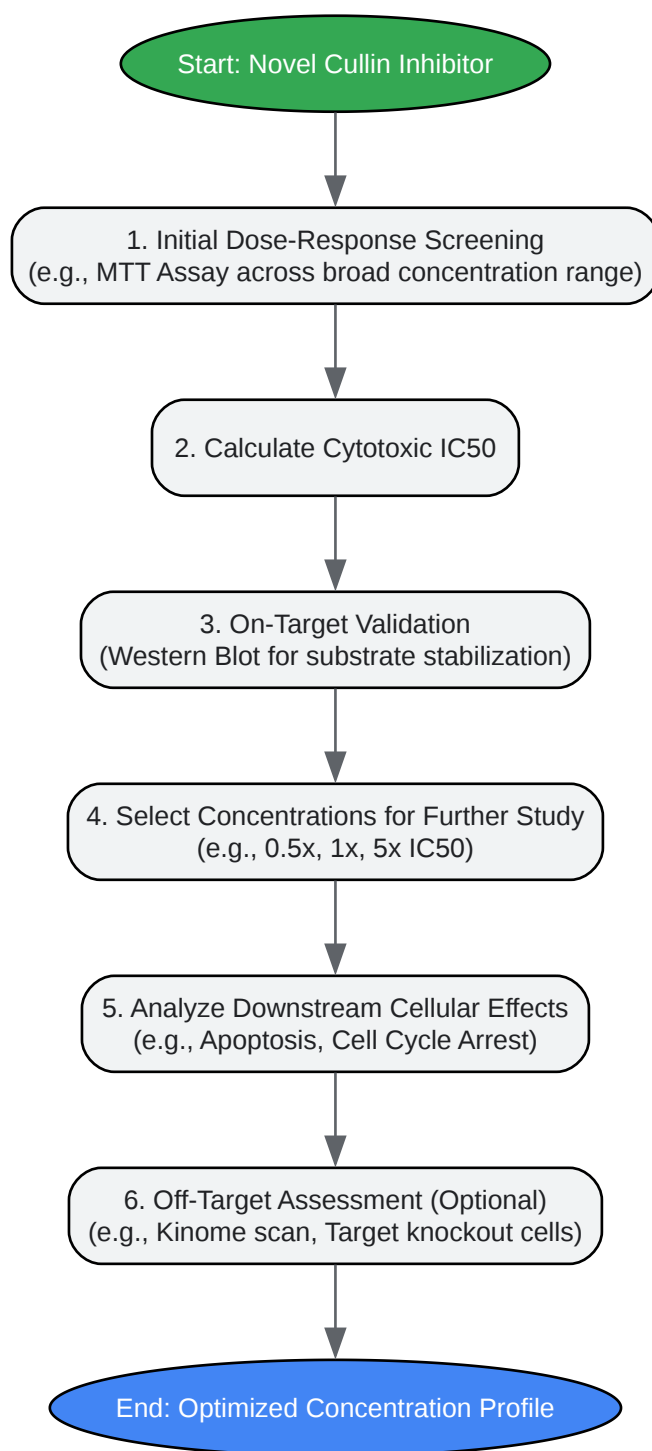 Start: Novel Cullin Inhibitor
1. Initial Dose-Response Screening
(e.g., MTT Assay across broad concentration range)
2. Calculate Cytotoxic IC50
3. On-Target Validation
(Western Blot for substrate stabilization)
4. Select Concentrations for Further Study
(e.g., 0.5x, 1x, 5x IC50)
5. Analyze Downstream Cellular Effects
(e.g., Apoptosis, Cell Cycle Arrest)
6. Off-Target Assessment (Optional)
(e.g., Kinome scan, Target knockout cells)
End: Optimized Concentration Profile